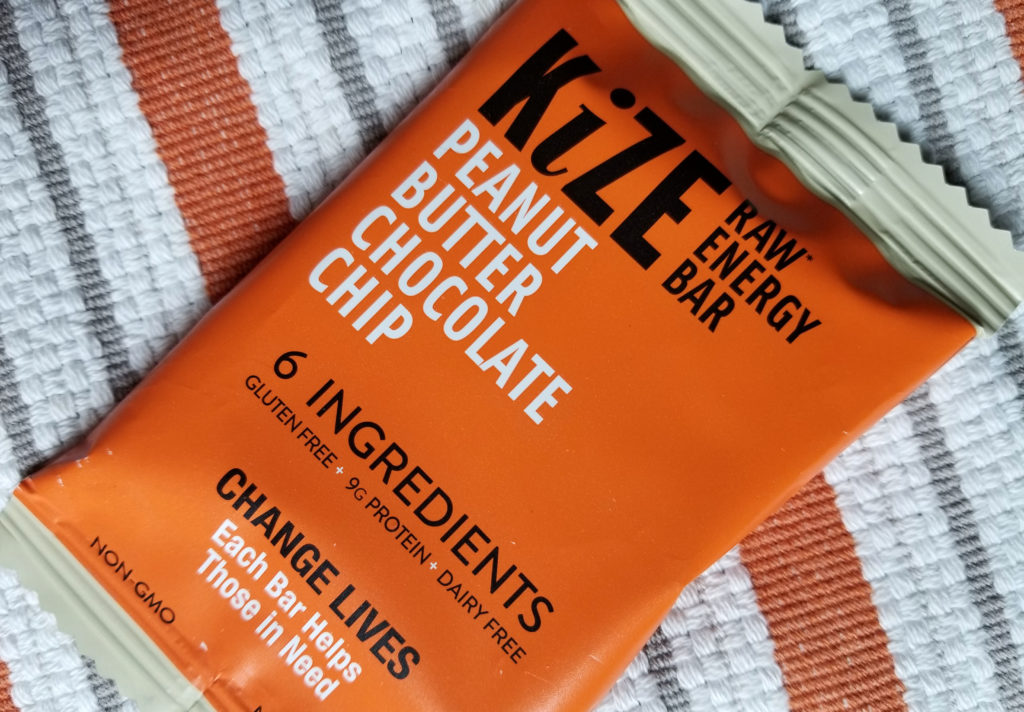 KiZE
RAW*
ENERGY
BAR
PEANUT
BUTTER
CHOCOLATE
CHIP
6 INGREDIENTS
GLUTEN FREE + 9G PROTEIN + DAIRY FREE
CHANGE LIVES
Each Bar Helps
Those in Need
NON-GMO